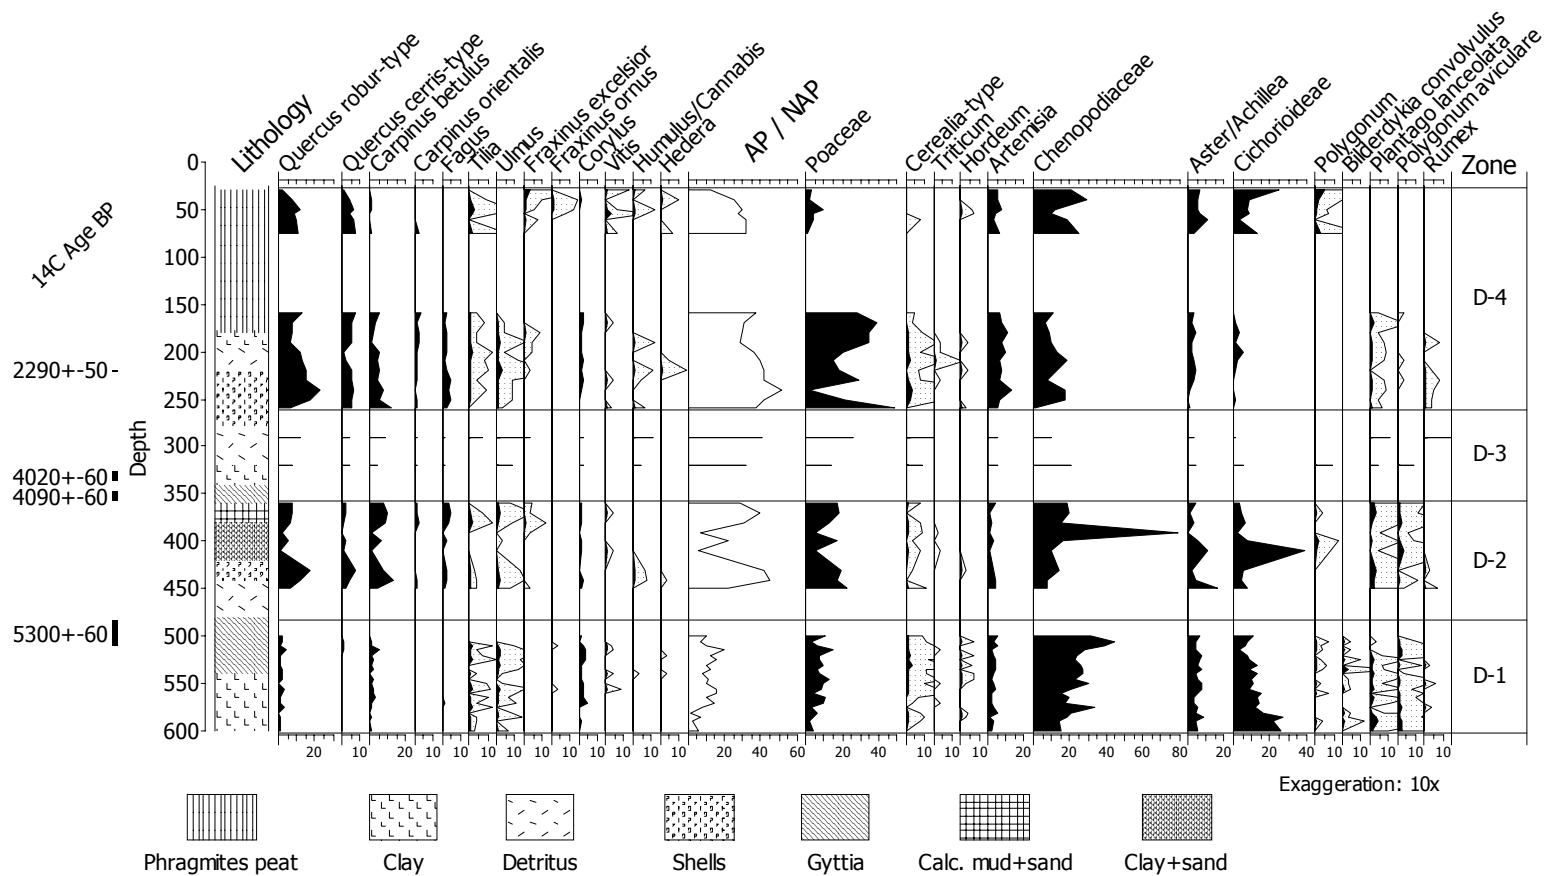 Lithology
Quercus robur-type
Quercus cerris-type
Carpinus betulus
Carpinus orientalis
Fagus
Tilia
Ulmus
Fraxinus excelsior
Fraxinus ornus
Corylus
Vitis
Humulus/Cannabis
Hedera
AP / NAP
Poaceae
Cerealia-type
Triticum
Hordeum
Artemisia
Chenopodiaceae
Aster/Achillea
Cichorioideae
Polygonum
Bilderdykia convolvulus
Plantago lanceolata
Polygonum aviculare
Rumex
Zone
14C Age BP
Depth
0
50
100
150
200
250
300
350
400
450
500
550
600
2290+-50
4020+-60
4090+-60
5300+-60
D-4
D-3
D-2
D-1
20 20 20 10 10 10 10 10 10 10 10 10 10 20 40 60 20 40 10 10 10 20 20 40 60 80 20 20 40 10 10 10 10 10
Exaggeration: 10x
Phragmites peat
Clay
Detritus
Shells
Gyttia
Calc. mud+sand
Clay+sand